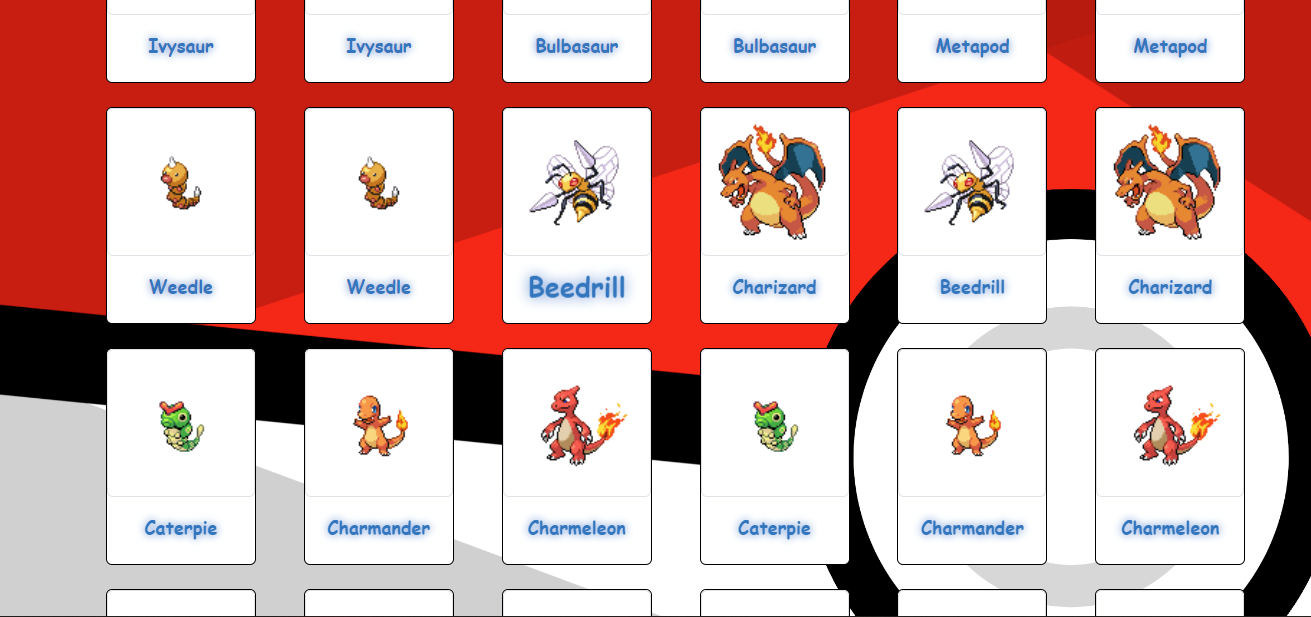 Ivysaur
Ivysaur
Bulbasaur
Bulbasaur
Metapod
Metapod
Weedle
Weedle
Beedrill
Charizard
Beedrill
Charizard
Caterpie
Charmander
Charmeleon
Caterpie
Charmander
Charmeleon